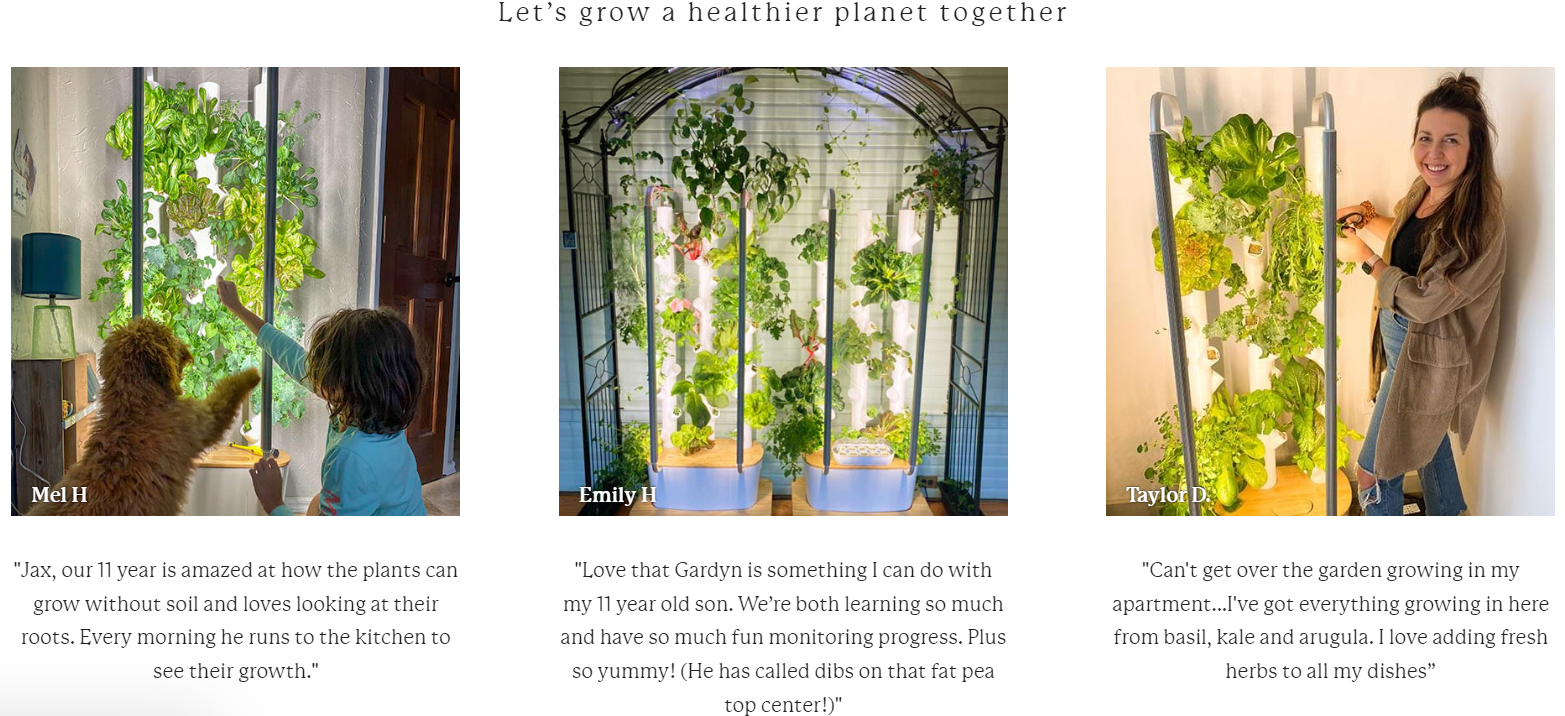 Let’s grow a healthier planet together
Mel H
Emily H
Taylor D.
"Jax, our 11 year is amazed at how the plants can
grow without soil and loves looking at their
roots. Every morning he runs to the kitchen to
see their growth."
"Love that Gardyn is something I can do with
my 11 year old son. We’re both learning so much
and have so much fun monitoring progress. Plus
so yummy! (He has called dibs on that fat pea
top center!)"
"Can't get over the garden growing in my
apartment...I've got everything growing in here
from basil, kale and arugula. I love adding fresh
herbs to all my dishes”